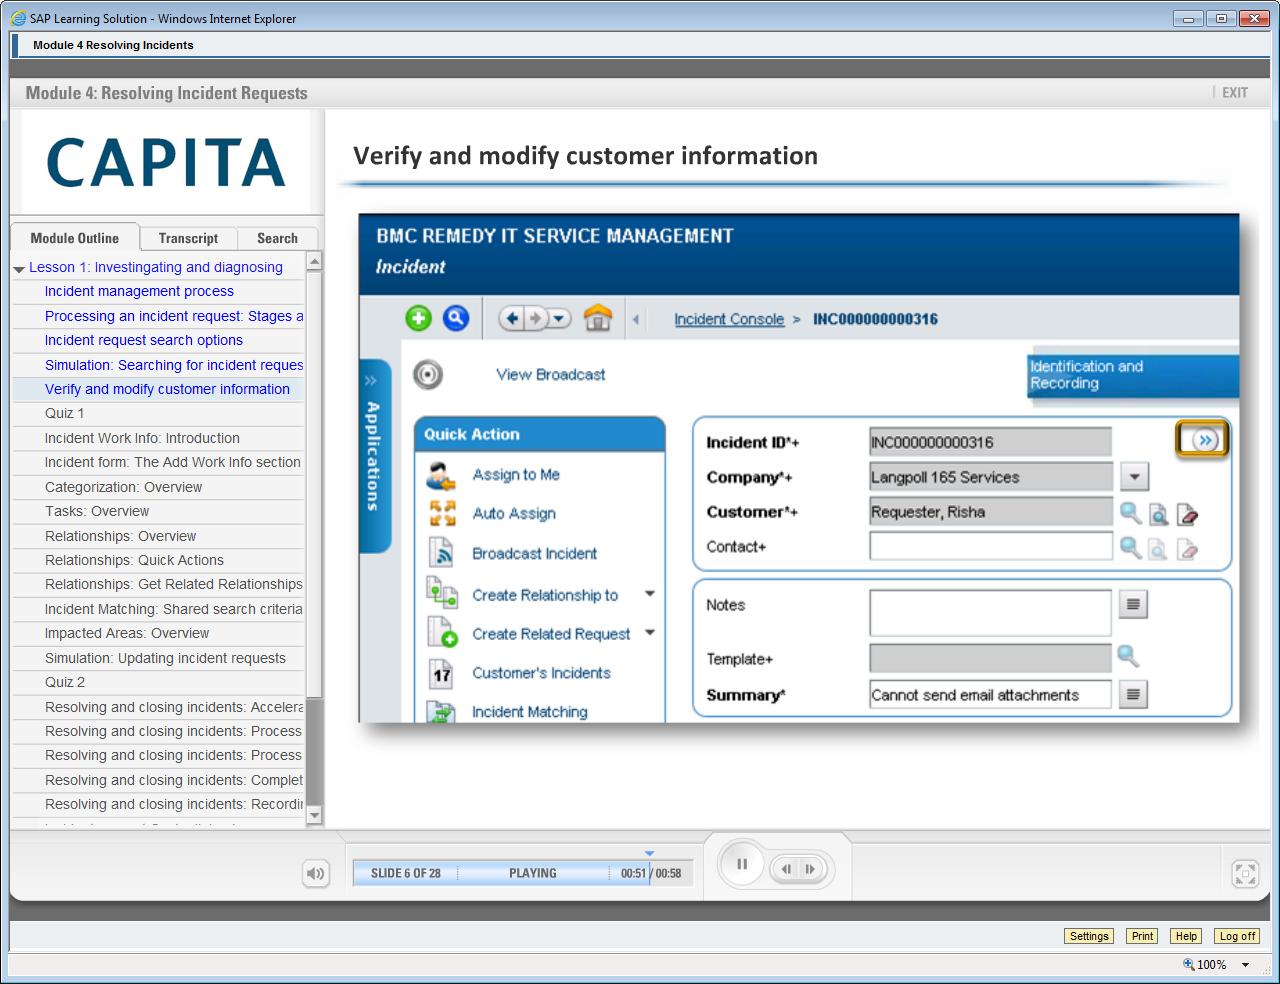 SAP Learning Solution - Windows Internet Explorer
Module 4 Resolving Incidents
Module 4: Resolving Incident Requests
EXIT
CAPITA
Module Outline
Transcript
Search
Lesson 1: Investingating and diagnosing
Incident management process
Processing an incident request: Stages a
Incident request search options
Simulation: Searching for incident reques
Verify and modify customer information
Quiz 1
Incident Work Info: Introduction
Incident form: The Add Work Info section
Categorization: Overview
Tasks: Overview
Relationships: Overview
Relationships: Quick Actions
Relationships: Get Related Relationships
Incident Matching: Shared search criteria
Impacted Areas: Overview
Simulation: Updating incident requests
Quiz 2
Resolving and closing incidents: Accelera
Resolving and closing incidents: Process
Resolving and closing incidents: Process
Resolving and closing incidents: Complet
Resolving and closing incidents: Recordin
Verify and modify customer information
BMC REMEDY IT SERVICE MANAGEMENT
Incident
Incident Console > INC000000000316
Applications
View Broadcast
Identification and
Recording
Quick Action
Assign to Me
Auto Assign
Broadcast Incident
Create Relationship to
Create Related Request
17
Customer's Incidents
Incident Matching
Incident ID*+
INC000000000316
Company*+
Langpoll 165 Services
Customer*+
Requester, Risha
Contact+
Notes
Template+
Summary*
Cannot send email attachments
SLIDE 6 OF 28
PLAYING
00:51 / 00:58
Settings
Print
Help
Log off
100%